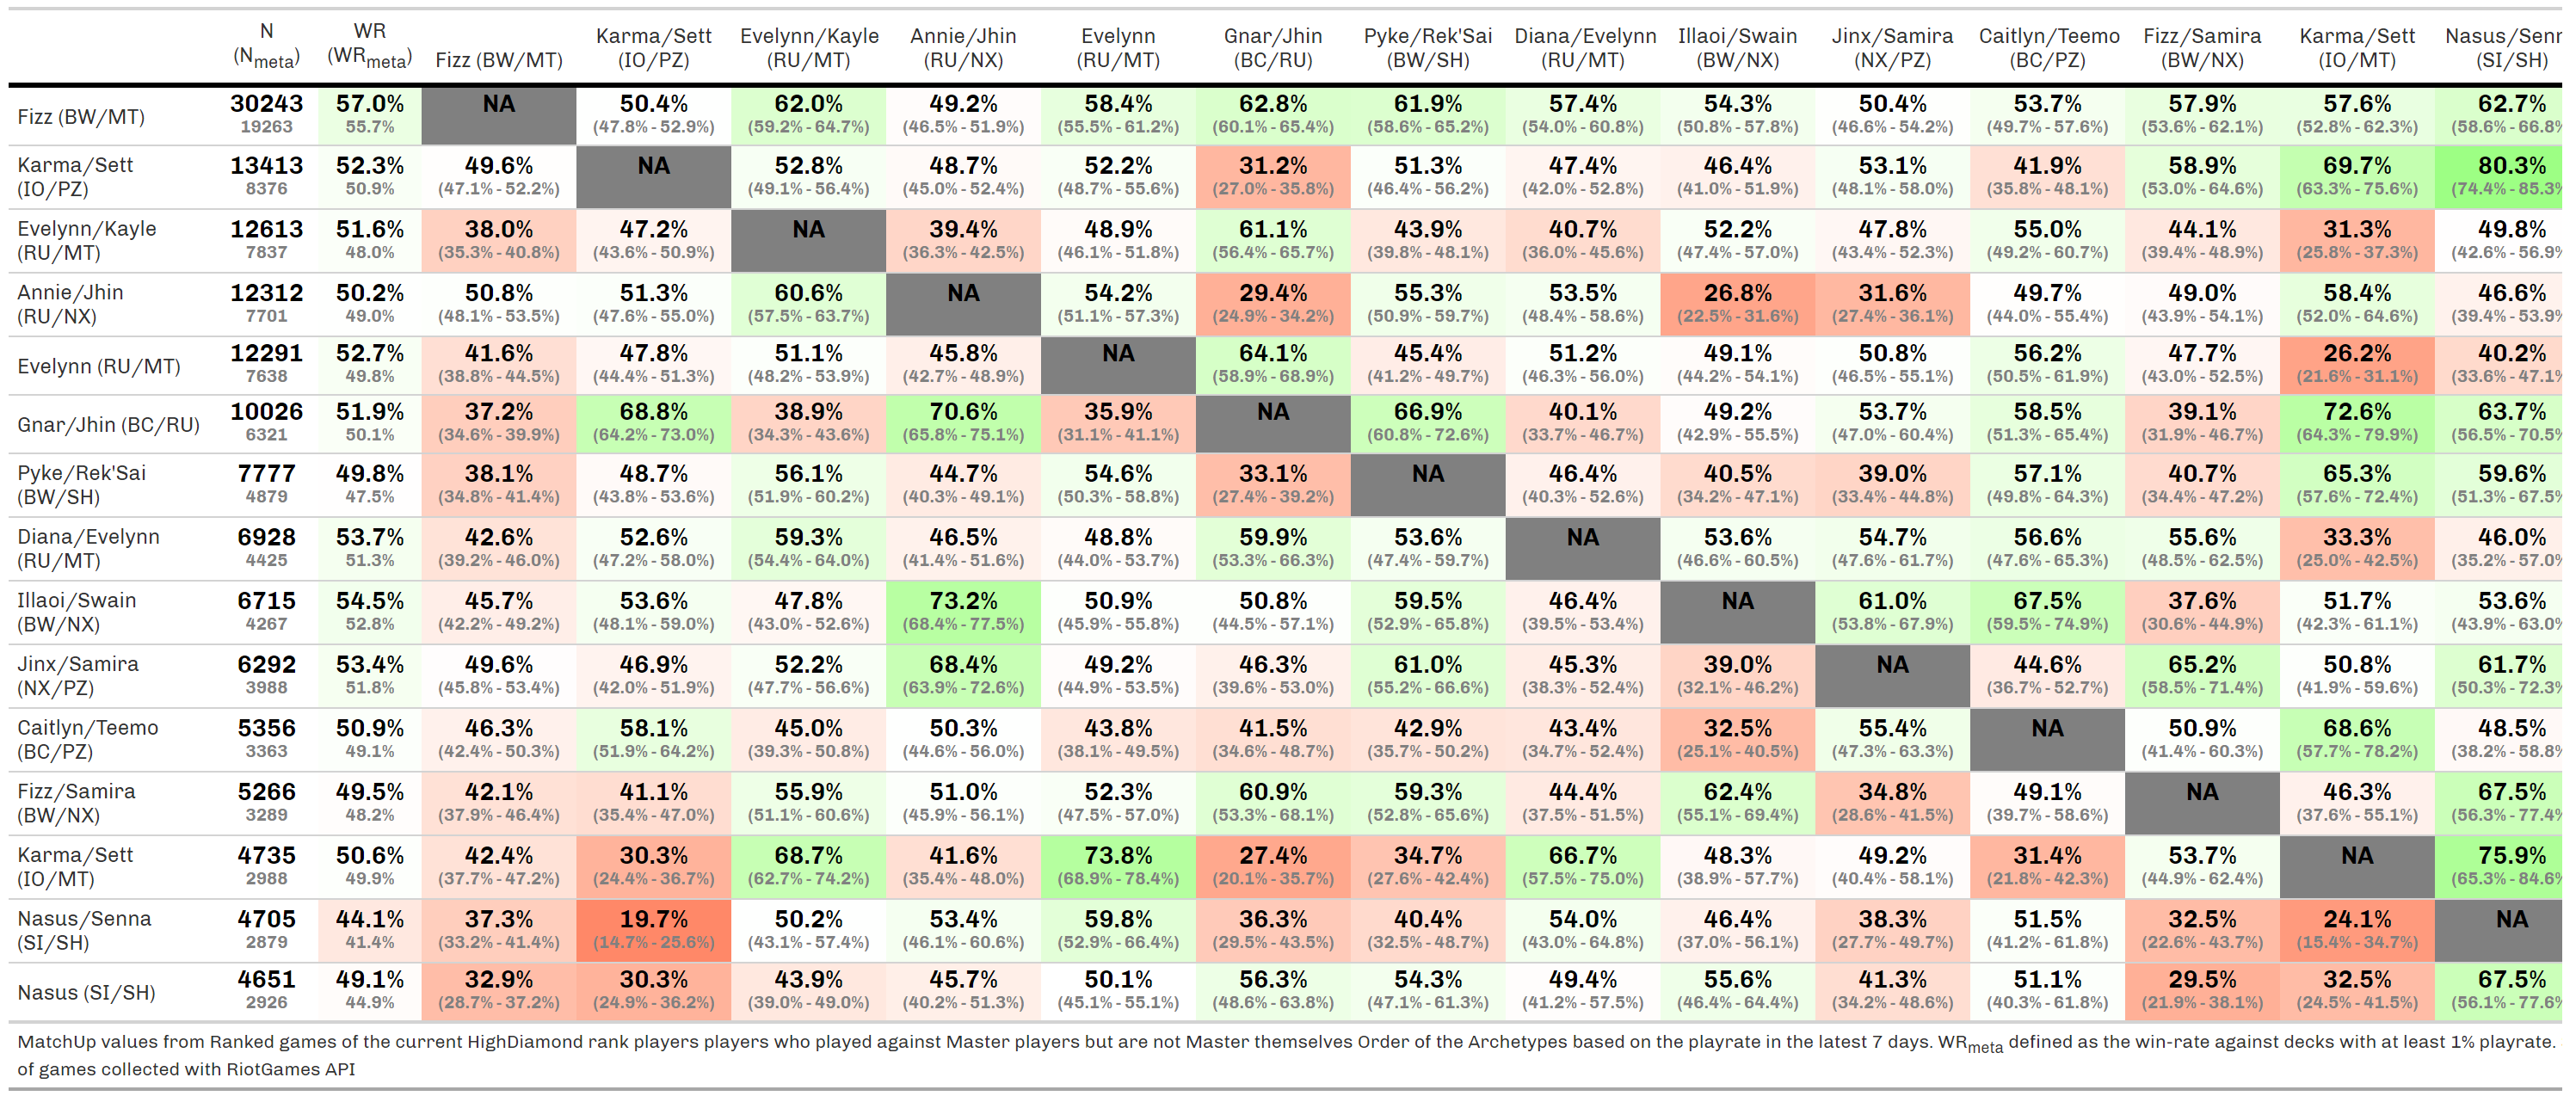 N WR Karma/Sett Evelynn/Kayle Annie/Jhin Evelynn Gnar/Jhin Pyke/Rek'Sai Diana/Evelynn Illaoi/Swain Jinx/Samira Caitlyn/Teemo Fizz/Samira Karma/Sett Nasus/Senn
(Nmeta) (WRmeta) Fizz (BW/MT) (IO/PZ) (RU/MT) (RU/NX) (RU/MT) (BC/RU) (BW/SH) (RU/MT) (BW/NX) (NX/PZ) (BC/PZ) (BW/NX) (IO/MT) (SI/SH)
Fizz (BW/MT) 30243 57.0% NA 50.4% 62.0% 49.2% 58.4% 62.8% 61.9% 57.4% 54.3% 50.4% 53.7% 57.9% 57.6% 62.7%
19263 55.7% (47.8% - 52.9%) (59.2% - 64.7%) (46.5% - 51.9%) (55.5% - 61.2%) (60.1% - 65.4%) (58.6% - 65.2%) (54.0% - 60.8%) (50.8% - 57.8%) (46.6% - 54.2%) (49.7% - 57.6%) (53.6% - 62.1%) (52.8% - 62.3%) (58.6% - 66.8%
Karma/Sett 13413 52.3% 49.6% NA 52.8% 48.7% 52.2% 31.2% 51.3% 47.4% 46.4% 53.1% 41.9% 58.9% 69.7% 80.3%
(IO/PZ) 8376 50.9% (47.1% - 52.2%) (49.1% - 56.4%) (45.0% - 52.4%) (48.7% - 55.6%) (27.0% - 35.8%) (46.4% - 56.2%) (42.0% - 52.8%) (41.0% - 51.9%) (48.1% - 58.0%) (35.8% - 48.1%) (53.0% - 64.6%) (63.3% - 75.6%) (74.4% - 85.3%
Evelynn/Kayle 12613 51.6% 38.0% 47.2% NA 39.4% 48.9% 61.1% 43.9% 40.7% 52.2% 47.8% 55.0% 44.1% 31.3% 49.8%
(RU/MT) 7837 48.0% (35.3% - 40.8%) (43.6% - 50.9%) (36.3% - 42.5%) (46.1% - 51.8%) (56.4% - 65.7%) (39.8% - 48.1%) (36.0% - 45.6%) (47.4% - 57.0%) (43.4% - 52.3%) (49.2% - 60.7%) (39.4% - 48.9%) (25.8% - 37.3%) (42.6% - 56.9%
Annie/Jhin 12312 50.2% 50.8% 51.3% 60.6% NA 54.2% 29.4% 55.3% 53.5% 26.8% 31.6% 49.7% 49.0% 58.4% 46.6%
(RU/NX) 7701 49.0% (48.1% - 53.5%) (47.6% - 55.0%) (57.5% - 63.7%) (51.1% - 57.3%) (24.9% - 34.2%) (50.9% - 59.7%) (48.4% - 58.6%) (22.5% - 31.6%) (27.4% - 36.1%) (44.0% - 55.4%) (43.9% - 54.1%) (52.0% - 64.6%) (39.4% - 53.9%
Evelynn (RU/MT) 12291 52.7% 41.6% 47.8% 51.1% 45.8% NA 64.1% 45.4% 51.2% 49.1% 50.8% 56.2% 47.7% 26.2% 40.2%
7638 49.8% (38.8% - 44.5%) (44.4% - 51.3%) (48.2% - 53.9%) (42.7% - 48.9%) (58.9% - 68.9%) (41.2% - 49.7%) (46.3% - 56.0%) (44.2% - 54.1%) (46.5% - 55.1%) (50.5% - 61.9%) (43.0% - 52.5%) (21.6% - 31.1%) (33.6% - 47.1%
Gnar/Jhin (BC/RU) 10026 51.9% 37.2% 68.8% 38.9% 70.6% 35.9% NA 66.9% 40.1% 49.2% 53.7% 58.5% 39.1% 72.6% 63.7%
6321 50.1% (34.6% - 39.9%) (64.2% - 73.0%) (34.3% - 43.6%) (65.8% - 75.1%) (31.1% - 41.1%) (60.8% - 72.6%) (33.7% - 46.7%) (42.9% - 55.5%) (47.0% - 60.4%) (51.3% - 65.4%) (31.9% - 46.7%) (64.3% - 79.9%) (56.5% - 70.5%
Pyke/Rek'Sai 7777 49.8% 38.1% 48.7% 56.1% 44.7% 54.6% 33.1% NA 46.4% 40.5% 39.0% 57.1% 40.7% 65.3% 59.6%
(BW/SH) 4879 47.5% (34.8% - 41.4%) (43.8% - 53.6%) (51.9% - 60.2%) (40.3% - 49.1%) (50.3% - 58.8%) (27.4% - 39.2%) (40.3% - 52.6%) (34.2% - 47.1%) (33.4% - 44.8%) (49.8% - 64.3%) (34.4% - 47.2%) (57.6% - 72.4%) (51.3% - 67.5%
Diana/Evelynn 6928 53.7% 42.6% 52.6% 59.3% 46.5% 48.8% 59.9% 53.6% NA 53.6% 54.7% 56.6% 55.6% 33.3% 46.0%
(RU/MT) 4425 51.3% (39.2% - 46.0%) (47.2% - 58.0%) (54.4% - 64.0%) (41.4% - 51.6%) (44.0% - 53.7%) (53.3% - 66.3%) (47.4% - 59.7%) (46.6% - 60.5%) (47.6% - 61.7%) (47.6% - 65.3%) (48.5% - 62.5%) (25.0% - 42.5%) (35.2% - 57.0%
Illaoi/Swain 6715 54.5% 45.7% 53.6% 47.8% 73.2% 50.9% 50.8% 59.5% 46.4% NA 61.0% 67.5% 37.6% 51.7% 53.6%
(BW/NX) 4267 52.8% (42.2% - 49.2%) (48.1% - 59.0%) (43.0% - 52.6%) (68.4% - 77.5%) (45.9% - 55.8%) (44.5% - 57.1%) (52.9% - 65.8%) (39.5% - 53.4%) (53.8% - 67.9%) (59.5% - 74.9%) (30.6% - 44.9%) (42.3% - 61.1%) (43.9% - 63.0%
Jinx/Samira 6292 53.4% 49.6% 46.9% 52.2% 68.4% 49.2% 46.3% 61.0% 45.3% 39.0% NA 44.6% 65.2% 50.8% 61.7%
(NX/PZ) 3988 51.8% (45.8% - 53.4%) (42.0% - 51.9%) (47.7% - 56.6%) (63.9% - 72.6%) (44.9% - 53.5%) (39.6% - 53.0%) (55.2% - 66.6%) (38.3% - 52.4%) (32.1% - 46.2%) (36.7% - 52.7%) (58.5% - 71.4%) (41.9% - 59.6%) (50.3% - 72.3%
Caitlyn/Teemo 5356 50.9% 46.3% 58.1% 45.0% 50.3% 43.8% 41.5% 42.9% 43.4% 32.5% 55.4% NA 50.9% 68.6% 48.5%
(BC/PZ) 3363 49.1% (42.4% - 50.3%) (51.9% - 64.2%) (39.3% - 50.8%) (44.6% - 56.0%) (38.1% - 49.5%) (34.6% - 48.7%) (35.7% - 50.2%) (34.7% - 52.4%) (25.1% - 40.5%) (47.3% - 63.3%) (41.4% - 60.3%) (57.7% - 78.2%) (38.2% - 58.8%
Fizz/Samira 5266 49.5% 42.1% 41.1% 55.9% 51.0% 52.3% 60.9% 59.3% 44.4% 62.4% 34.8% 49.1% NA 46.3% 67.5%
(BW/NX) 3289 48.2% (37.9% - 46.4%) (35.4% - 47.0%) (51.1% - 60.6%) (45.9% - 56.1%) (47.5% - 57.0%) (53.3% - 68.1%) (52.8% - 65.6%) (37.5% - 51.5%) (55.1% - 69.4%) (28.6% - 41.5%) (39.7% - 58.6%) (37.6% - 55.1%) (56.3% - 77.4%
Karma/Sett 4735 50.6% 42.4% 30.3% 68.7% 41.6% 73.8% 27.4% 34.7% 66.7% 48.3% 49.2% 31.4% 53.7% NA 75.9%
(IO/MT) 2988 49.9% (37.7% - 47.2%) (24.4% - 36.7%) (62.7% - 74.2%) (35.4% - 48.0%) (68.9% - 78.4%) (20.1% - 35.7%) (27.6% - 42.4%) (57.5% - 75.0%) (38.9% - 57.7%) (40.4% - 58.1%) (21.8% - 42.3%) (44.9% - 62.4%) (65.3% - 84.6%
Nasus/Senna 4705 44.1% 37.3% 19.7% 50.2% 53.4% 59.8% 36.3% 40.4% 54.0% 46.4% 38.3% 51.5% 32.5% 24.1% NA
(SI/SH) 2879 41.4% (33.2% - 41.4%) (14.7% - 25.6%) (43.1% - 57.4%) (46.1% - 60.6%) (52.9% - 66.4%) (29.5% - 43.5%) (32.5% - 48.7%) (43.0% - 64.8%) (37.0% - 56.1%) (27.7% - 49.7%) (41.2% - 61.8%) (22.6% - 43.7%) (15.4% - 34.7%)
Nasus (SI/SH) 4651 49.1% 32.9% 30.3% 43.9% 45.7% 50.1% 56.3% 54.3% 49.4% 55.6% 41.3% 51.1% 29.5% 32.5% 67.5%
2926 44.9% (28.7% - 37.2%) (24.9% - 36.2%) (39.0% - 49.0%) (40.2% - 51.3%) (45.1% - 55.1%) (48.6% - 63.8%) (47.1% - 61.3%) (41.2% - 57.5%) (46.4% - 64.4%) (34.2% - 48.6%) (40.3% - 61.8%) (21.9% - 38.1%) (24.5% - 41.5%) (56.1% - 77.6%
MatchUp values from Ranked games of the current HighDiamond rank players players who played against Master players but are not Master themselves Order of the Archetypes based on the playrate in the latest 7 days. WRmeta defined as the win-rate against decks with at least 1% playrate.
of games collected with RiotGames API